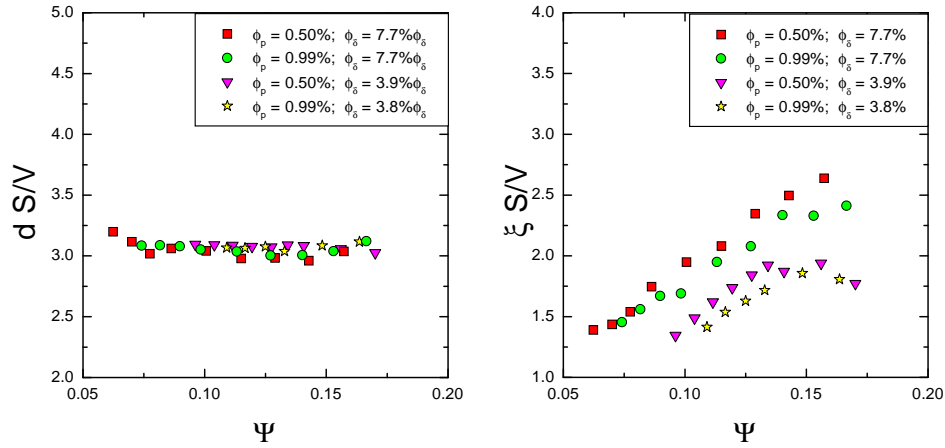 5.0
4.5
4.0
3.5
3.0
2.5
2.0
d S/V
0.05 0.10 0.15 0.20
Ψ
ϕp = 0.50%; ϕδ = 7.7%ϕδ
ϕp = 0.99%; ϕδ = 7.7%ϕδ
ϕp = 0.50%; ϕδ = 3.9%ϕδ
ϕp = 0.99%; ϕδ = 3.8%ϕδ
4.0
3.5
3.0
2.5
2.0
1.5
1.0
ξ S/V
0.05 0.10 0.15 0.20
Ψ
ϕp = 0.50%; ϕδ = 7.7%
ϕp = 0.99%; ϕδ = 7.7%
ϕp = 0.50%; ϕδ = 3.9%
ϕp = 0.99%; ϕδ = 3.8%